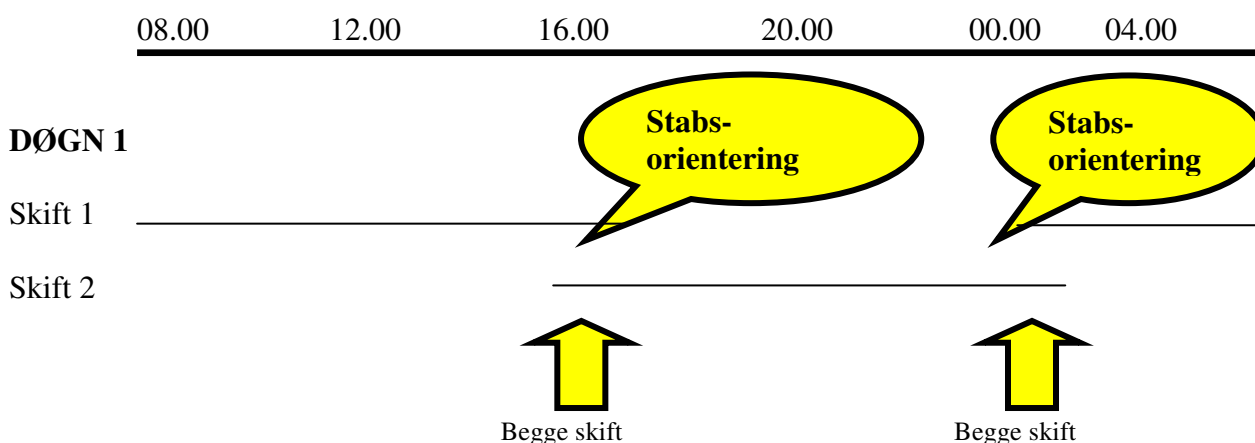 08.00 12.00 16.00 20.00 00.00 04.00
DØGN 1
Stabs-
orientering
Stabs-
orientering
Skift 1
Skift 2
Begge skift
Begge skift